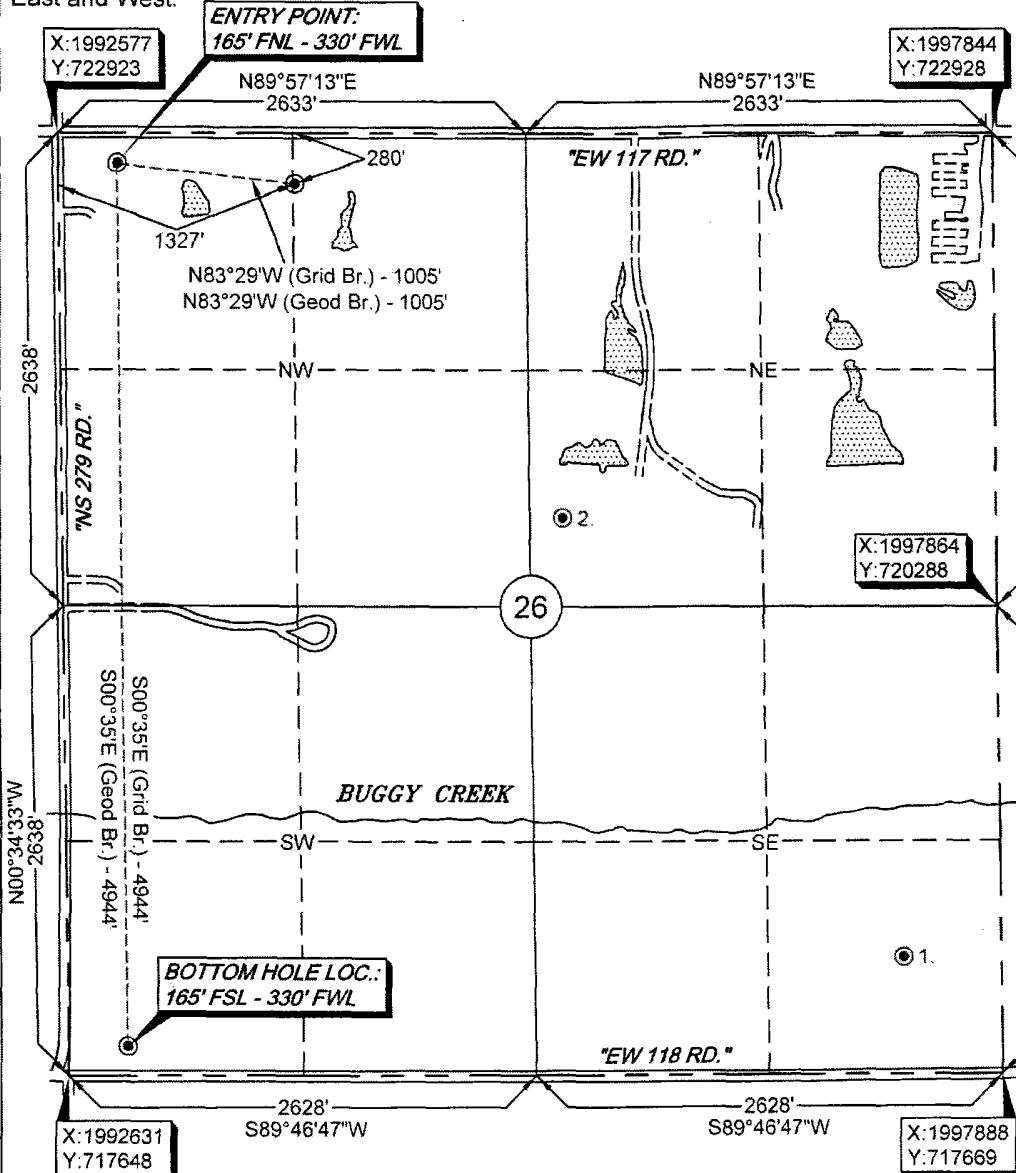 East and West.
ENTRY POINT:
165' FNL - 330' FWL
X:1992577
Y:722923
X:1997844
Y:722928
N89°57'13"E
2633'
N89°57'13"E
2633'
280'
"EW 117 RD."
1327'
N83°29'W (Grid Br.) - 1005'
N83°29'W (Geod Br.) - 1005'
2638'
NW
NE
"NS 279 RD."
2.
X:1997864
Y:720288
26
S00°35'E (Grid Br.) - 4944'
S00°35'E (Geod Br.) - 4944'
BUGGY CREEK
N00°34'33"W
2638'
SW
SE
1.
BOTTOM HOLE LOC.:
165' FSL - 330' FWL
"EW 118 RD."
2628'
S89°46'47"W
2628'
S89°46'47"W
X:1992631
Y:717648
X:1997888
Y:717669